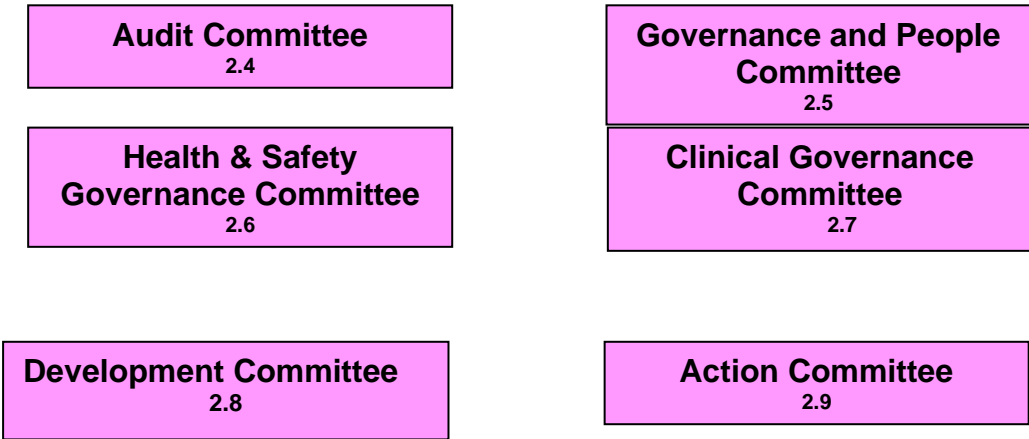 Audit Committee
2.4
Governance and People
Committee
2.5
Health & Safety
Governance Committee
2.6
Clinical Governance
Committee
2.7
Development Committee
2.8
Action Committee
2.9